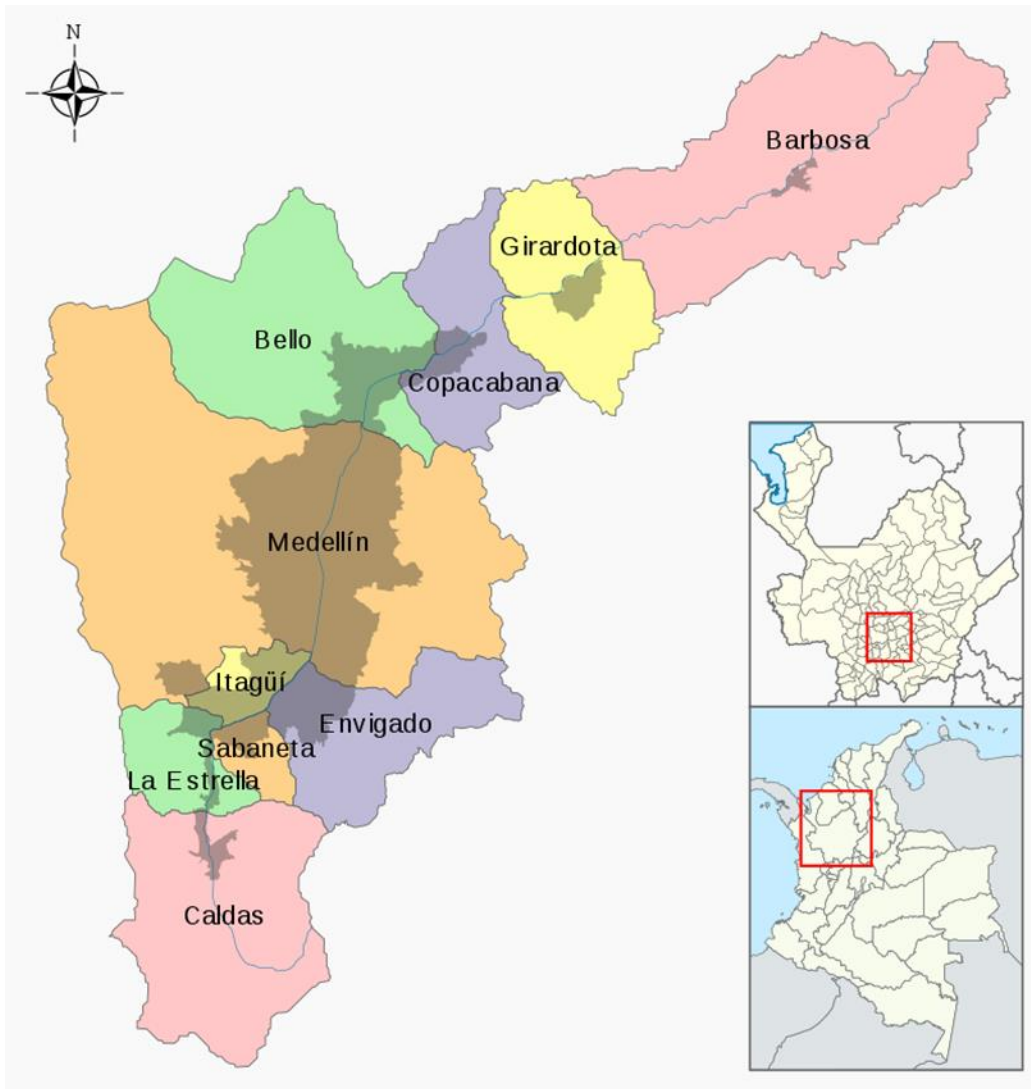 N
Barbosa
Girardota
Bello
Copacabana
Medellín
Itagüí
Envigado
Sabaneta
La Estrella
Caldas